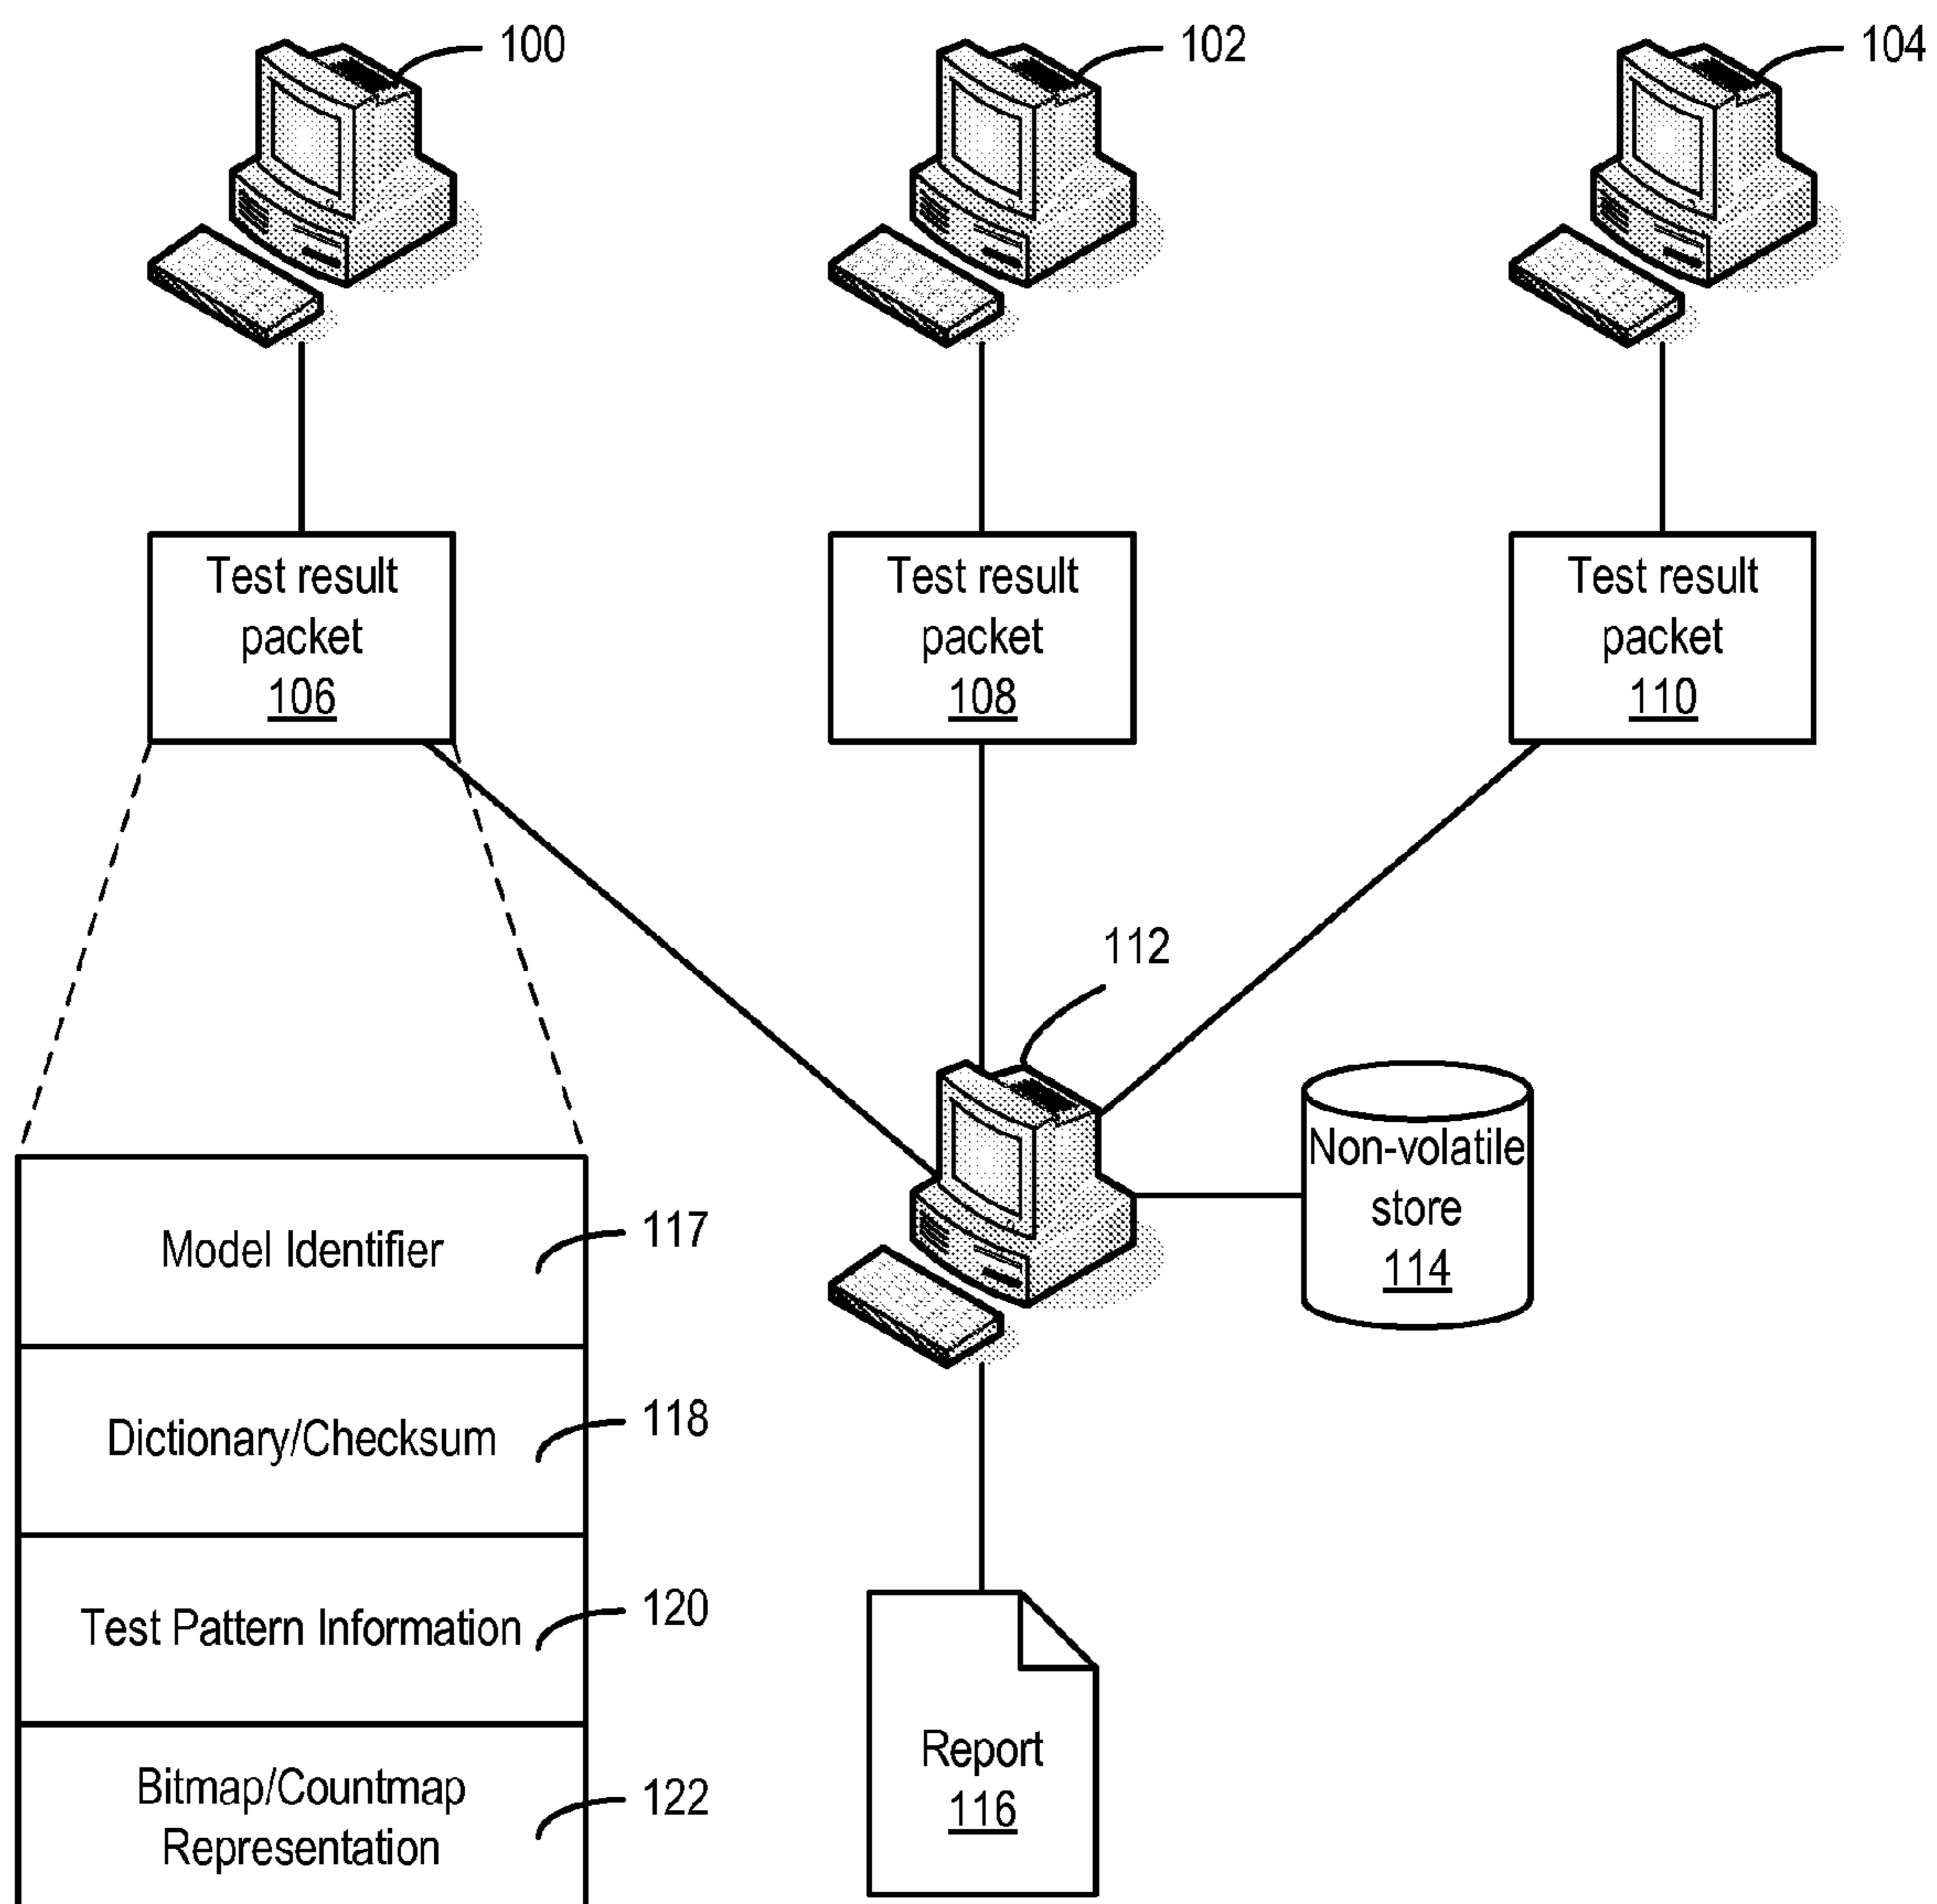 100
102
104
Test result
packet
106
Test result
packet
108
Test result
packet
110
112
Non-volatile
store
114
Model Identifier
117
Dictionary/Checksum
118
Test Pattern Information
120
Bitmap/Countmap
Representation
122
Report
116